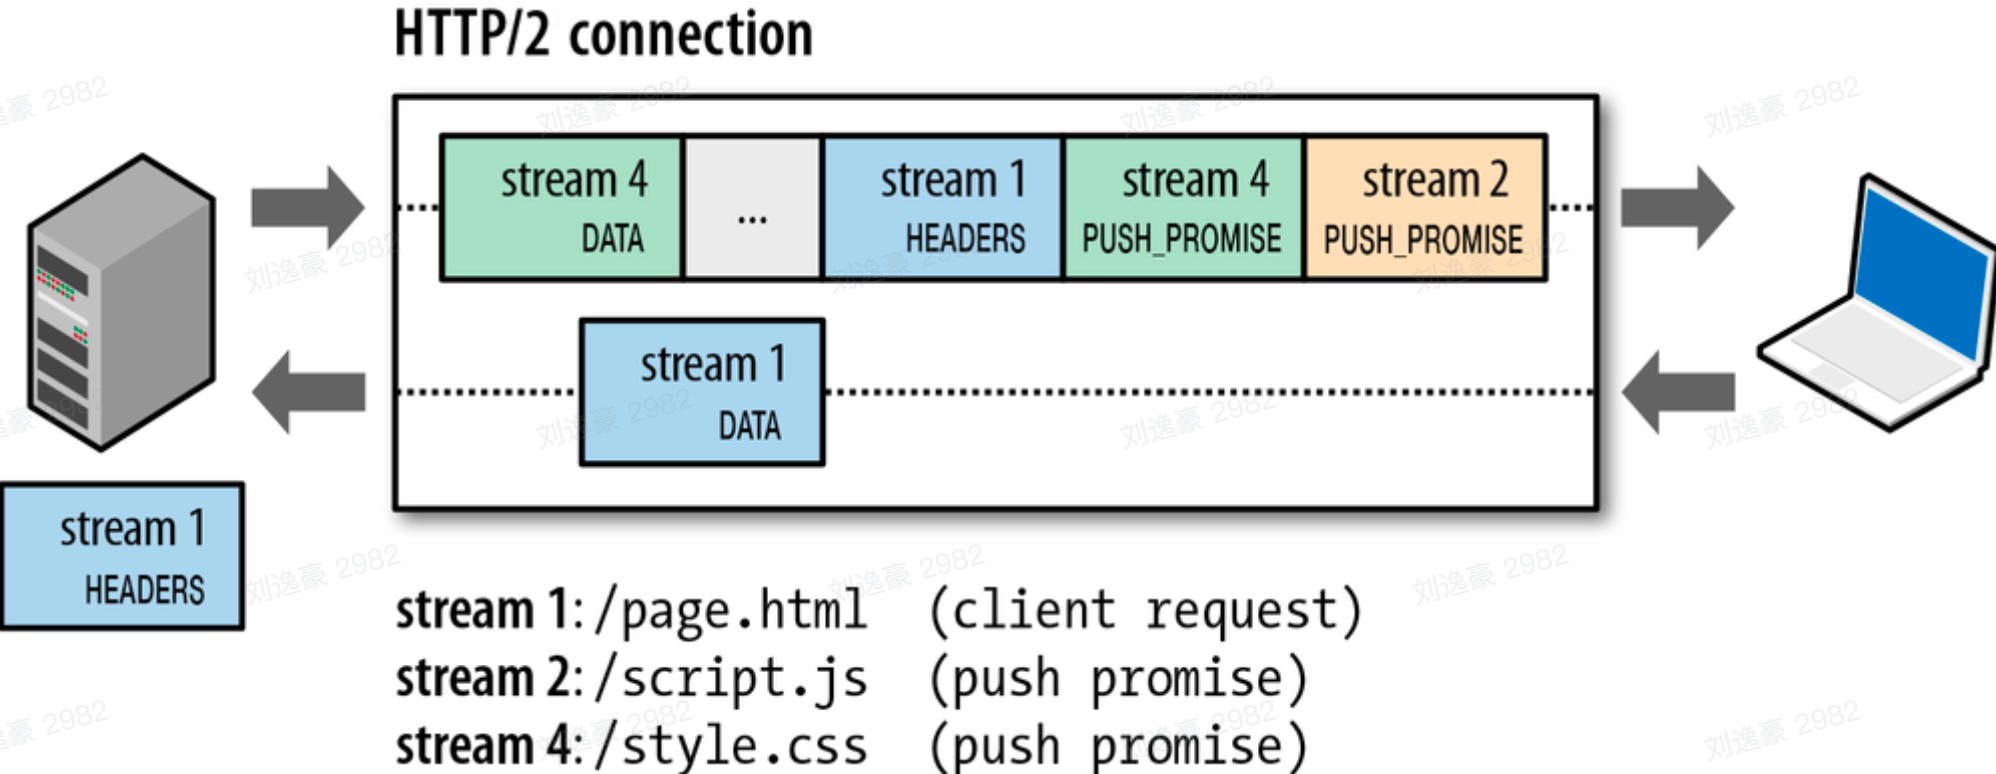 HTTP/2 connection
stream 4
DATA
...
stream 1
HEADERS
stream 4
PUSH_PROMISE
stream 2
PUSH_PROMISE
stream 1
DATA
stream 1
HEADERS
stream 1: /page.html (client request)
stream 2: /script.js (push promise)
stream 4: /style.css (push promise)
刘逸豪 2982